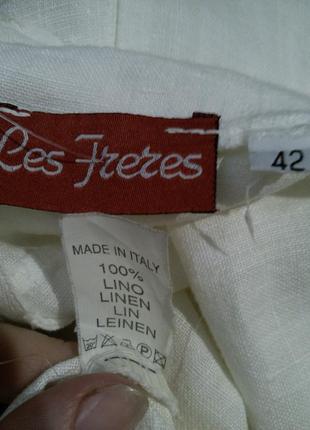 Les Freres
42
MADE IN ITALY
100%
LINO
LINEN
LIN
LEINEN